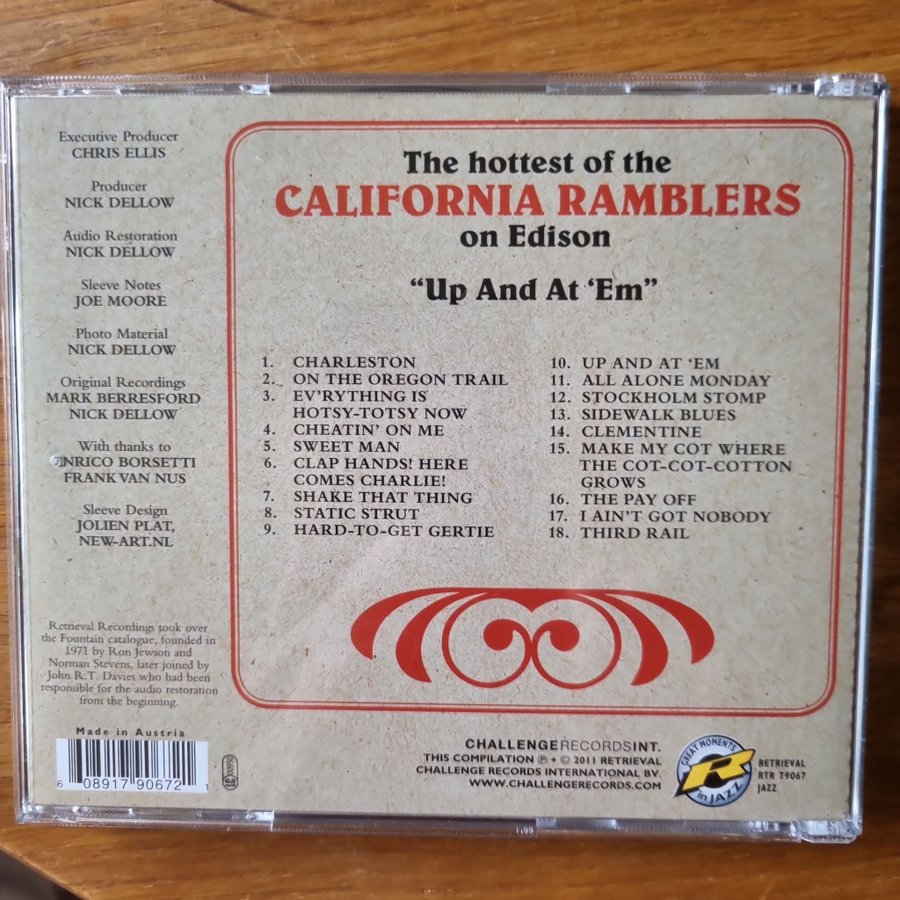 Executive Producer
CHRIS ELLIS
Producer
NICK DELLOW
Audio Restoration
NICK DELLOW
Sleeve Notes
JOE MOORE
Photo Material
NICK DELLOW
Original Recordings
MARK BERRESFORD
NICK DELLOW
With thanks to
ENRICO BORSETTI
FRANK VAN NUS
Sleeve Design
JOLIEN PLAT,
NEW-ART.NL
Retrieval Recordings took over
the Fountain catalogue, founded in
1971 by Ron Jewson and
Norman Stevens, later joined by
John R.T. Davies who had been
responsible for the audio restoration
from the beginning.
Made in Austria
6 08917 90672 1
LC 00950
The hottest of the
CALIFORNIA RAMBLERS
on Edison
“Up And At ‘Em”
1. CHARLESTON
2. ON THE OREGON TRAIL
3. EV’RYTHING IS
HOTSY-TOTSY NOW
4. CHEATIN’ ON ME
5. SWEET MAN
6. CLAP HANDS! HERE
COMES CHARLIE!
7. SHAKE THAT THING
8. STATIC STRUT
9. HARD-TO-GET GERTIE
10. UP AND AT ‘EM
11. ALL ALONE MONDAY
12. STOCKHOLM STOMP
13. SIDEWALK BLUES
14. CLEMENTINE
15. MAKE MY COT WHERE
THE COT-COT-COTTON
GROWS
16. THE PAY OFF
17. I AIN’T GOT NOBODY
18. THIRD RAIL
CHALLENGERECORDSINT.
THIS COMPILATION ℗ + © 2011 RETRIEVAL
CHALLENGE RECORDS INTERNATIONAL BV.
WWW.CHALLENGERECORDS.COM
GREAT MOMENTS
R
in JAZZ
RETRIEVAL
RTR 79067
JAZZ